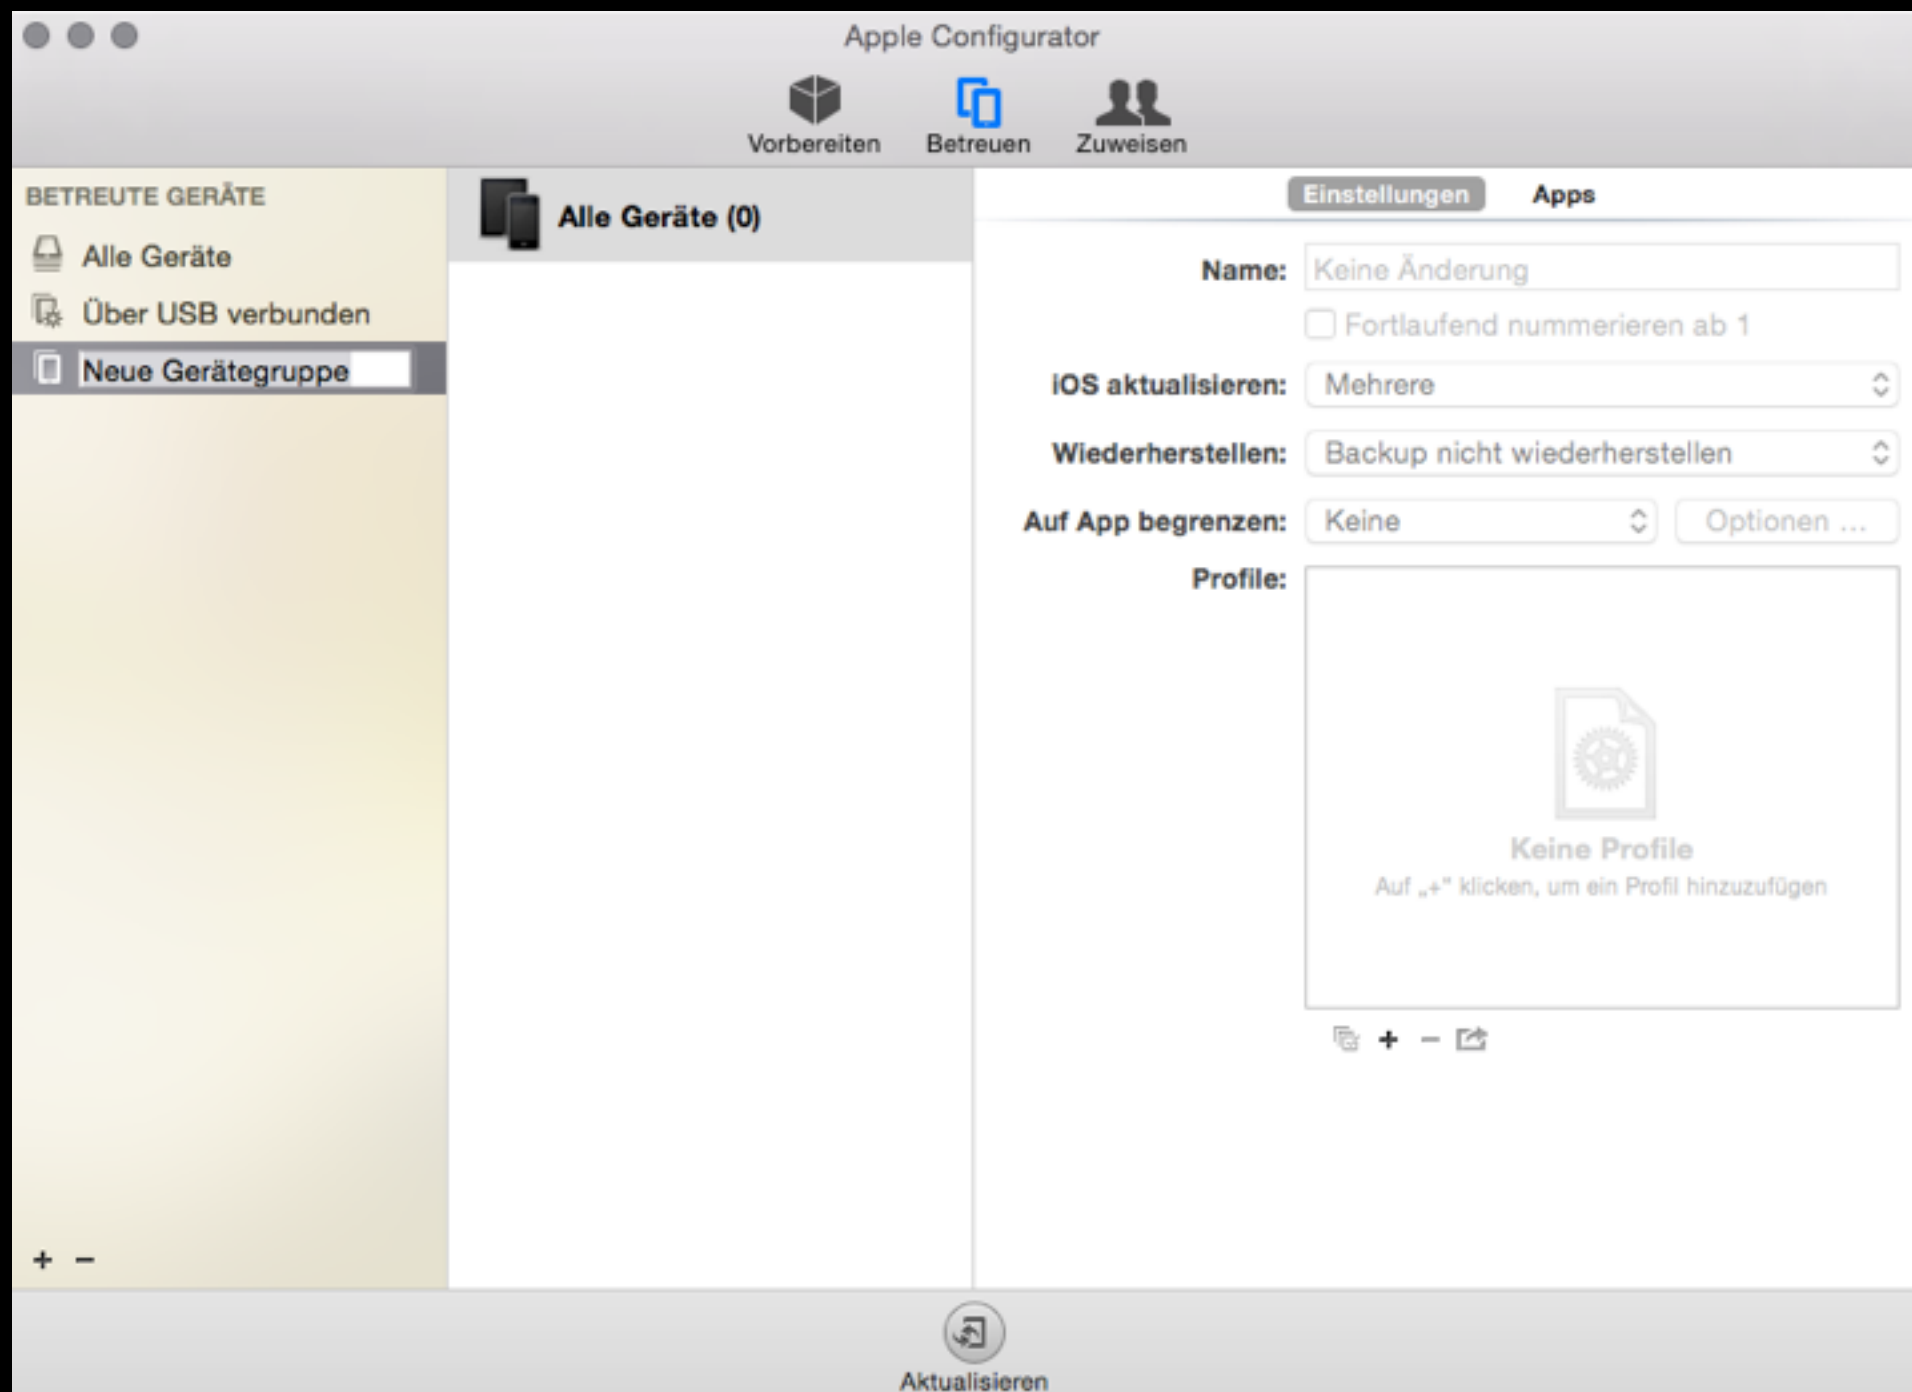 Apple Configurator
Vorbereiten
Betreuen
Zuweisen
BETREUTE GERÄTE
Alle Geräte
Über USB verbunden
Neue Gerätegruppe
+ −
Alle Geräte (0)
Einstellungen
Apps
Name: Keine Änderung
Fortlaufend nummerieren ab 1
iOS aktualisieren: Mehrere
Wiederherstellen: Backup nicht wiederherstellen
Auf App begrenzen: Keine Optionen ...
Profile:
Keine Profile
Auf „+“ klicken, um ein Profil hinzuzufügen
+ −
Aktualisieren